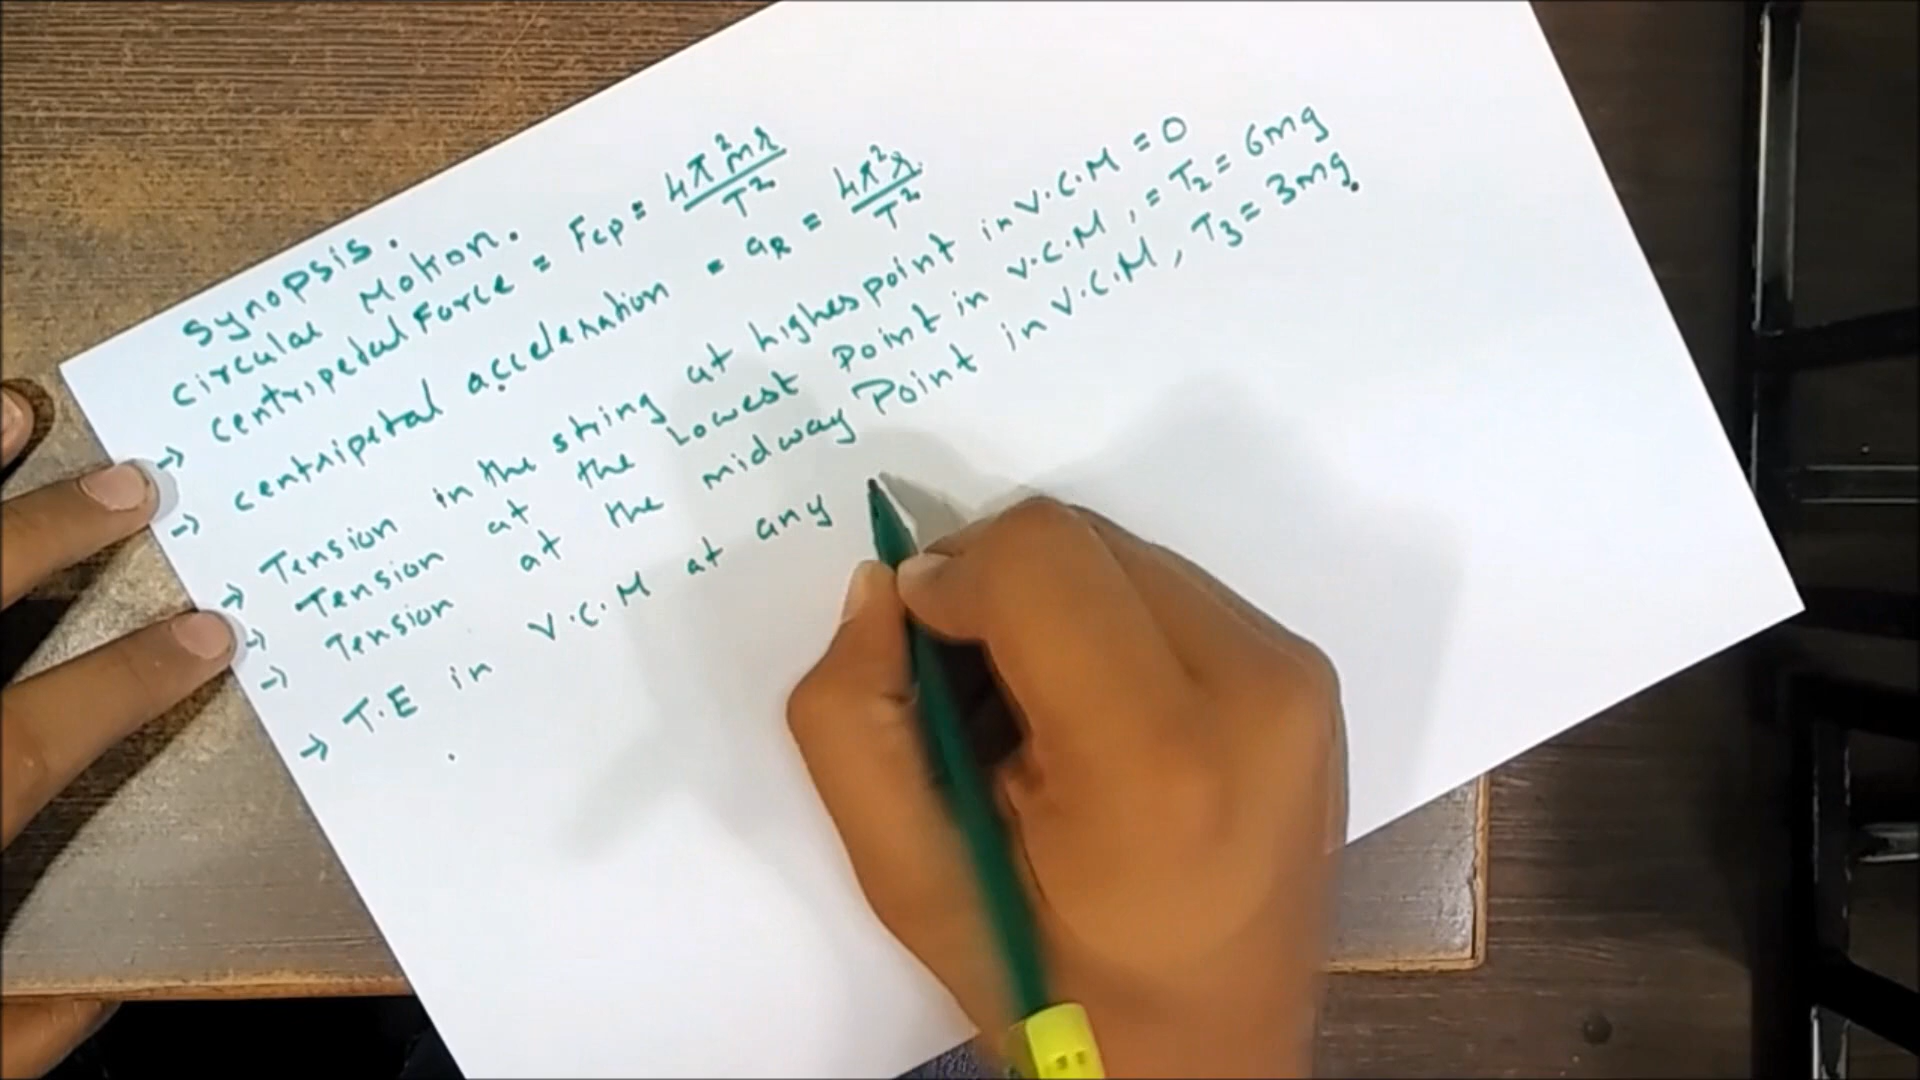 Synopsis.
Circular Motion.
→ Centripetal Force = Fcp = 4π²mr/T²
→ centripetal acceleration = aR = 4π²r/T²
→ Tension in the string at highes point in V.C.M = 0
→ Tension at the Lowest Point in V.C.M, = T₂ = 6mg
→ Tension at the midway Point in V.C.M, T₃ = 3mg.
→ T.E in V.C.M at any